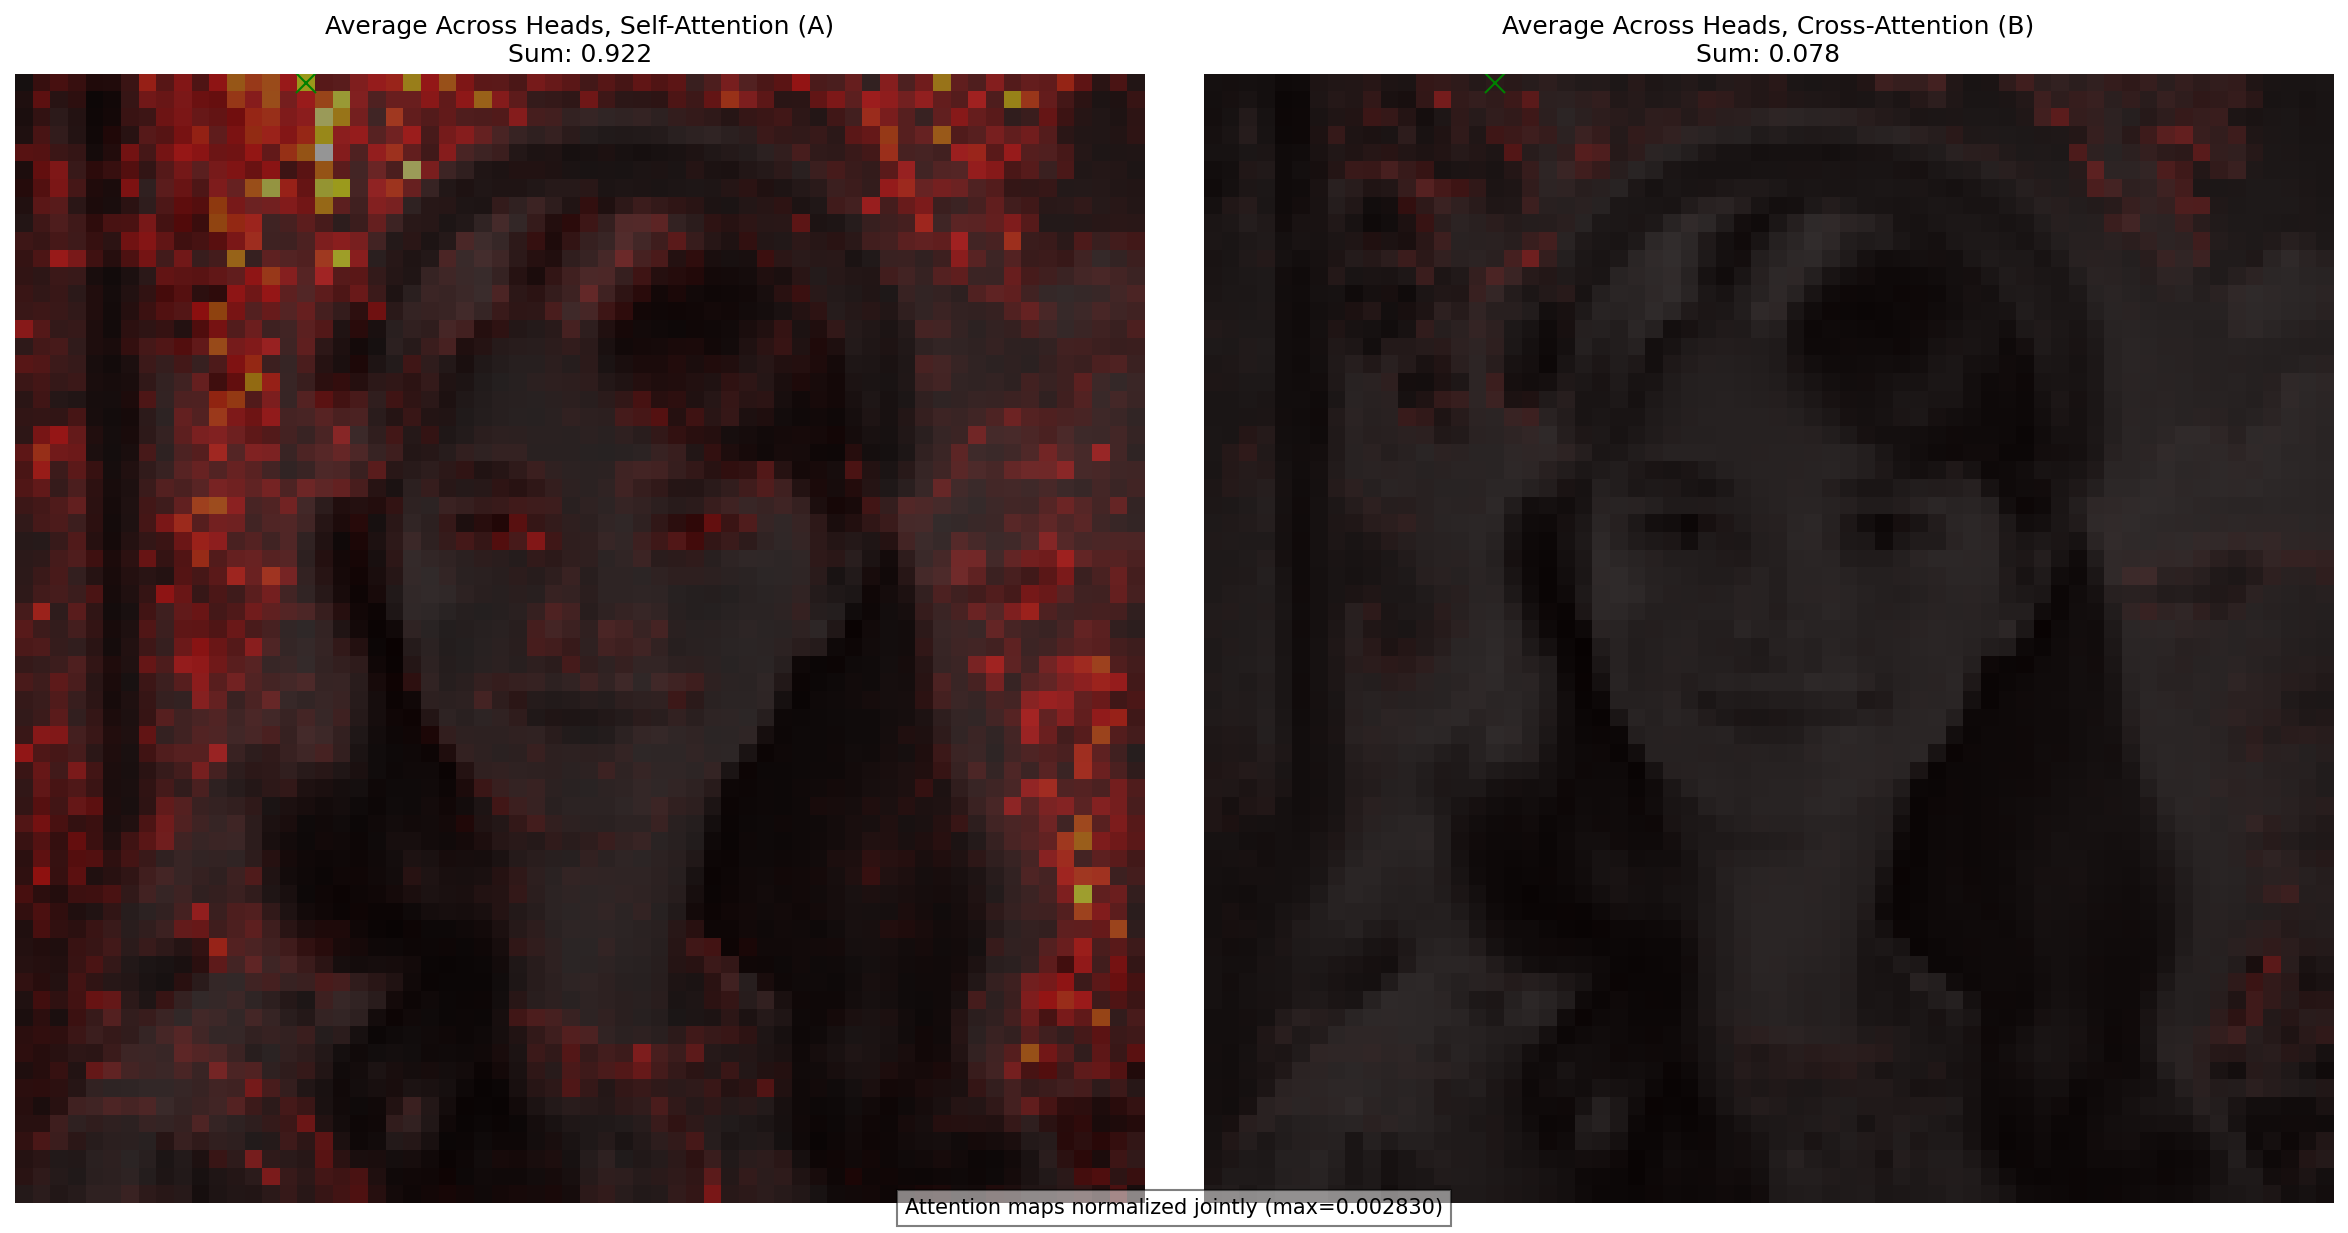 Average Across Heads, Self-Attention (A)
Sum: 0.922
Average Across Heads, Cross-Attention (B)
Sum: 0.078
Attention maps normalized jointly (max=0.002830)